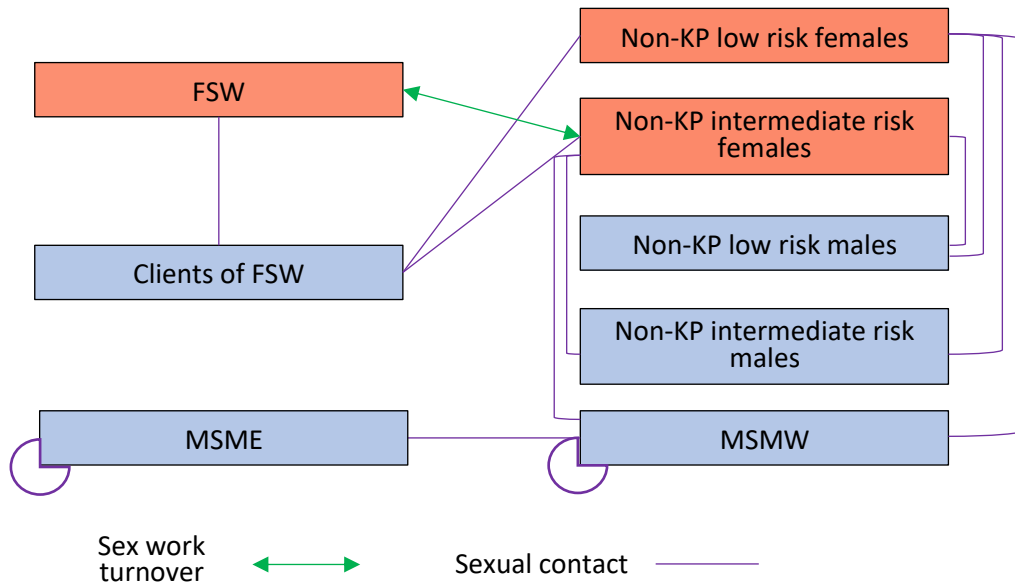 Non-KP low risk females
FSW
Non-KP intermediate risk
females
Non-KP low risk males
Clients of FSW
Non-KP intermediate risk
males
MSME
MSMW
Sex work
turnover
Sexual contact